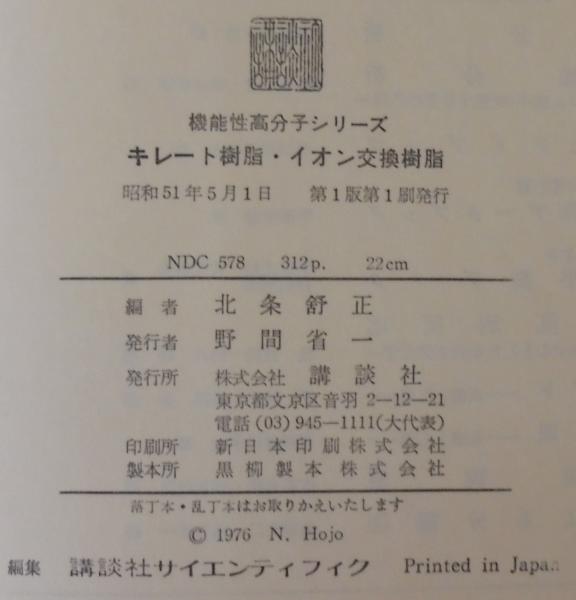 機能性高分子シリーズ
キレート樹脂・イオン交換樹脂
昭和51年5月1日 第1版第1刷発行
NDC 578 312p. 22cm
編者 北条舒正
発行者 野間省一
発行所 株式会社 講談社
東京都文京区音羽 2-12-21
電話 (03) 945-1111 (大代表)
印刷所 新日本印刷株式会社
製本所 黒柳製本 株式会社
落丁本・乱丁本はお取りかえいたします
© 1976 N. Hojo
編集 講談社サイエンティフィク Printed in Japan